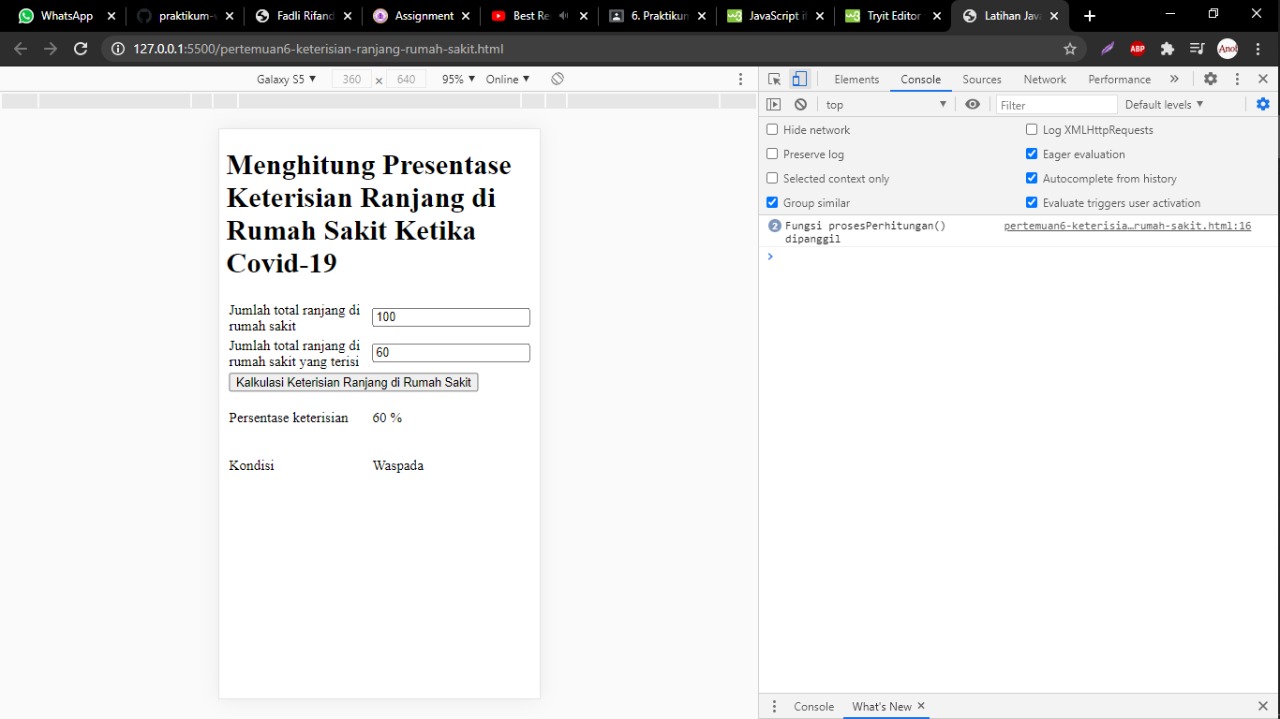 WhatsApp
praktikum-
Fadli Rifand
Assignment
Best Re
6. Praktikun
JavaScript if
Tryit Editor
Latihan Java
127.0.0.1:5500/pertemuan6-keterisian-ranjang-rumah-sakit.html
ABP
Anoł
Galaxy S5 ▼ 360 × 640 95% ▼ Online ▼
Elements Console Sources Network Performance »
top ▼ Filter Default levels ▼
Hide network Log XMLHttpRequests
Preserve log Eager evaluation
Selected context only Autocomplete from history
Group similar Evaluate triggers user activation
2 Fungsi prosesPerhitungan() pertemuan6-keterisia…rumah-sakit.html:16
dipanggil
Menghitung Presentase
Keterisian Ranjang di
Rumah Sakit Ketika
Covid-19
Jumlah total ranjang di
rumah sakit
100
Jumlah total ranjang di
rumah sakit yang terisi
60
Kalkulasi Keterisian Ranjang di Rumah Sakit
Persentase keterisian 60 %
Kondisi Waspada
Console What's New ×